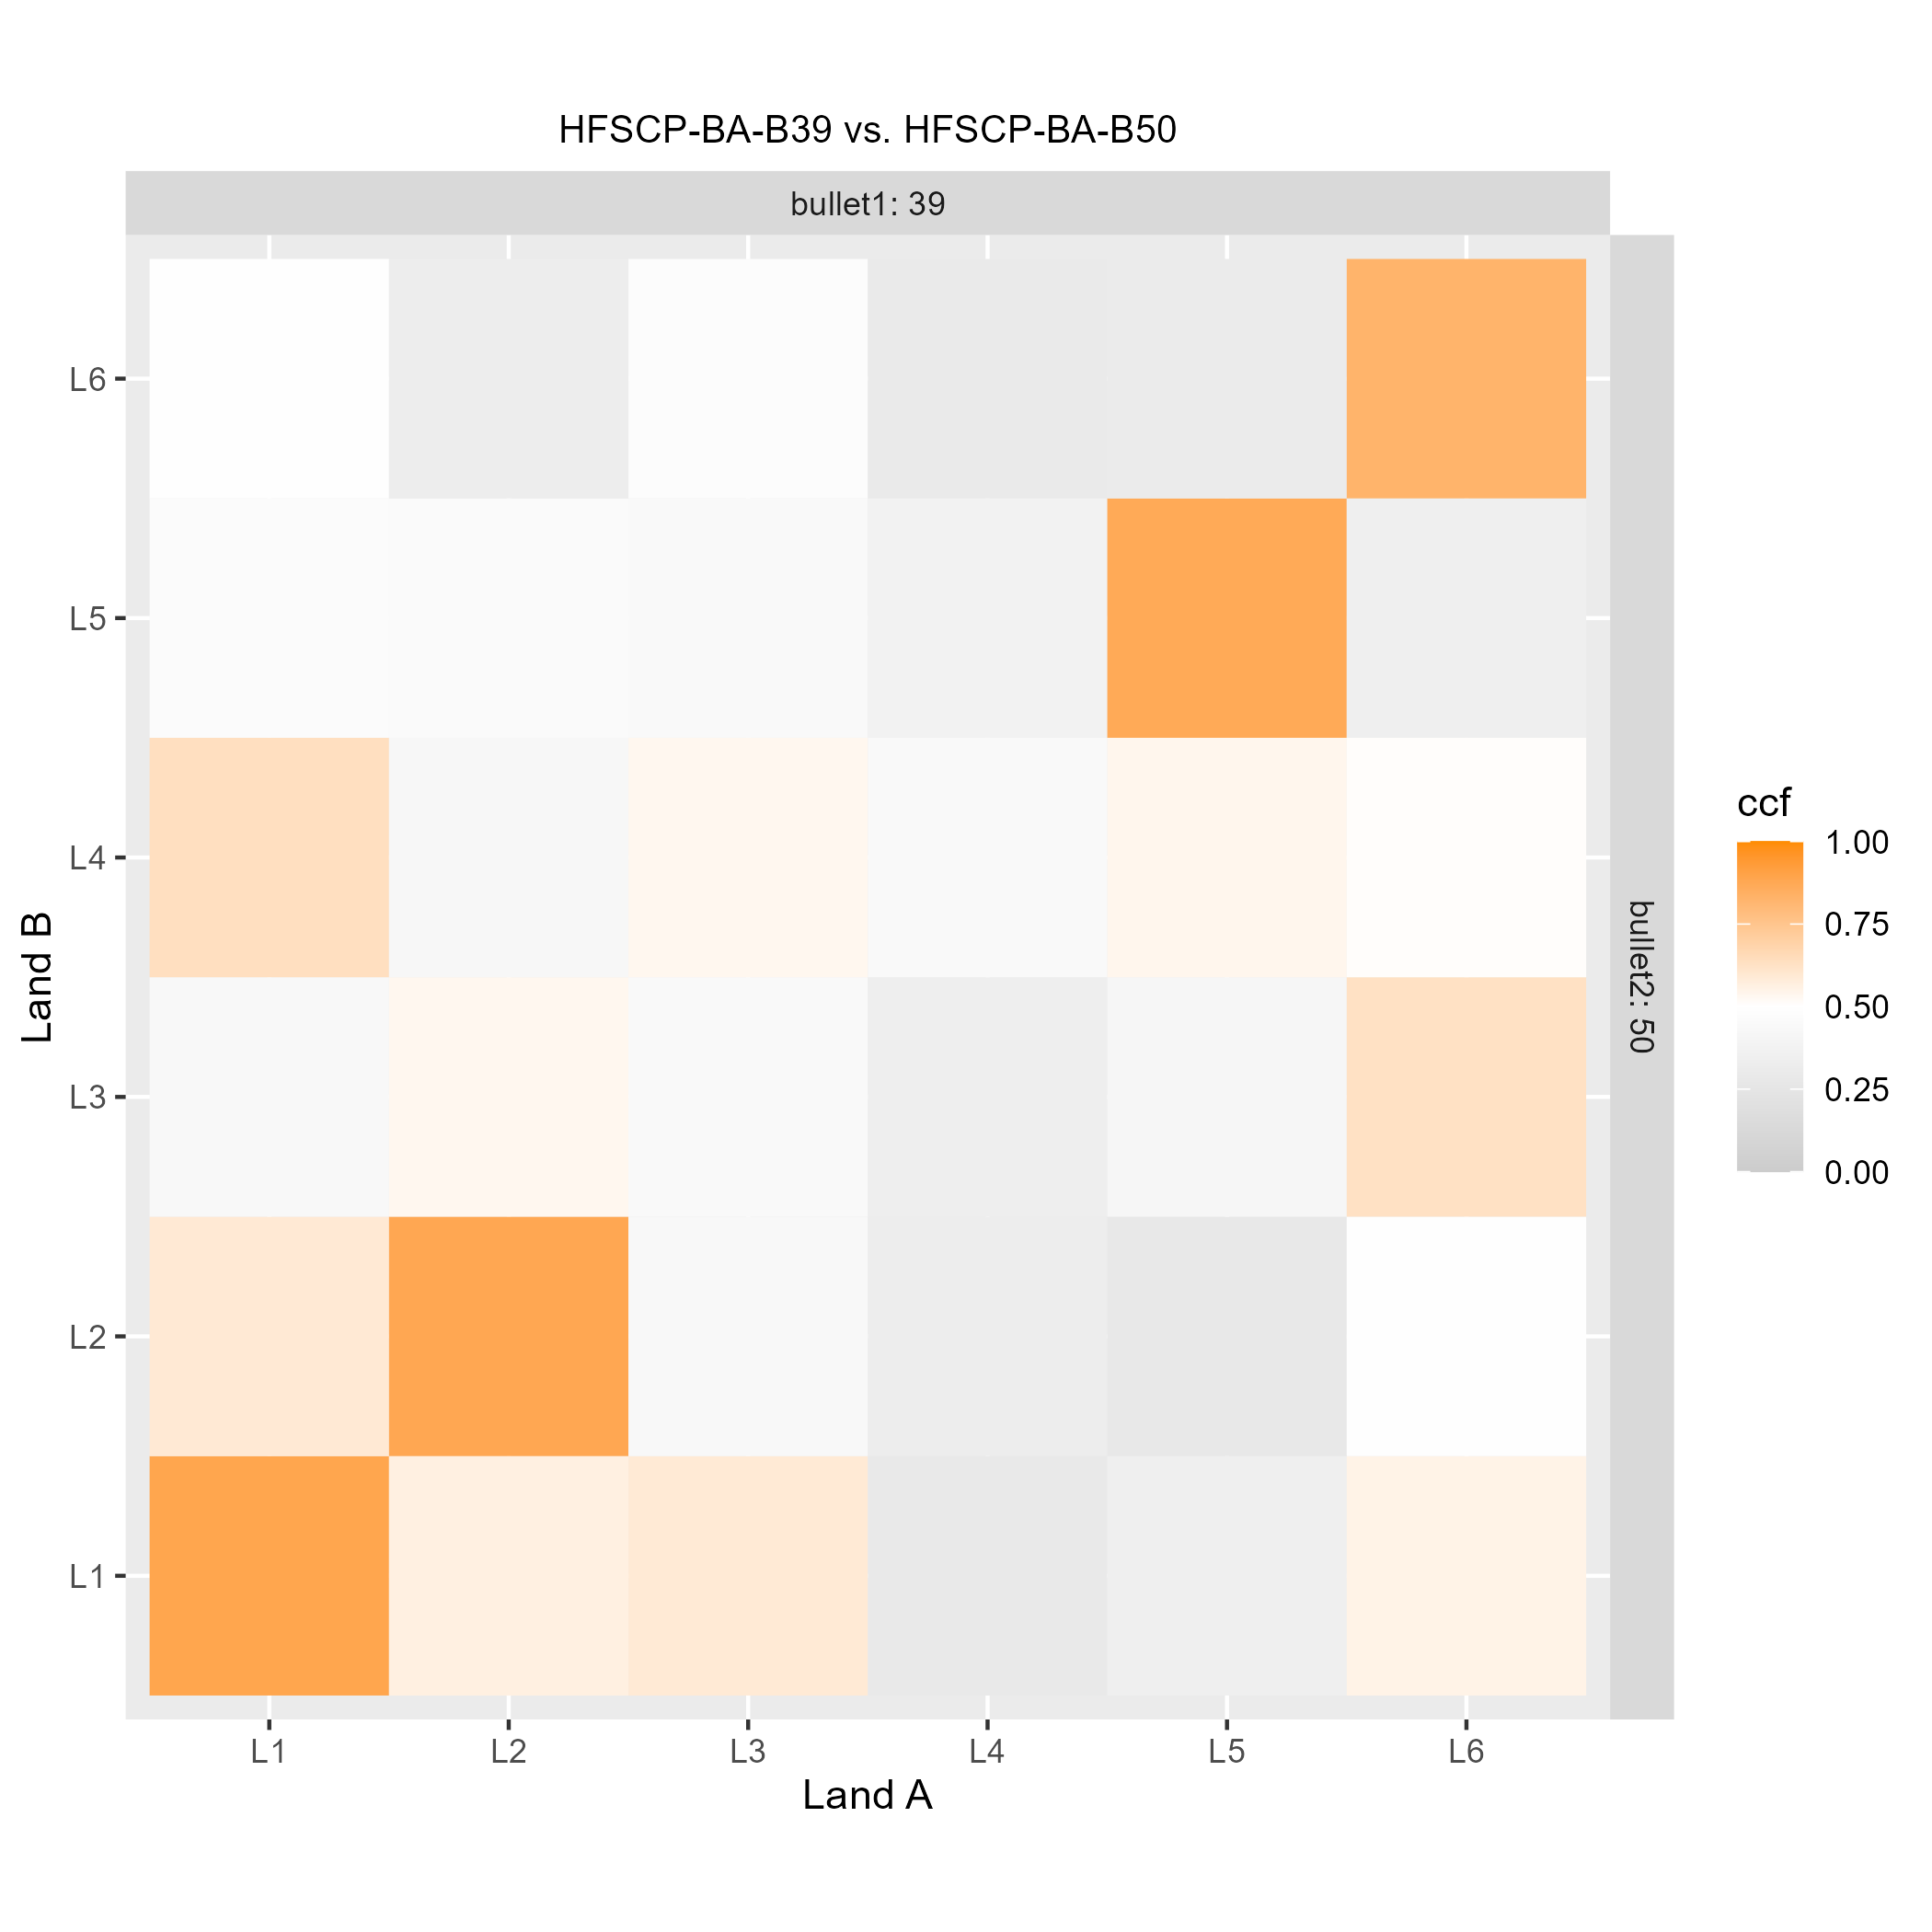 HFSCP-BA-B39 vs. HFSCP-BA-B50
bullet1: 39
L6
L5
L4
L3
L2
L1
Land B
bullet2: 50
L1 L2 L3 L4 L5 L6
Land A
ccf
1.00
0.75
0.50
0.25
0.00